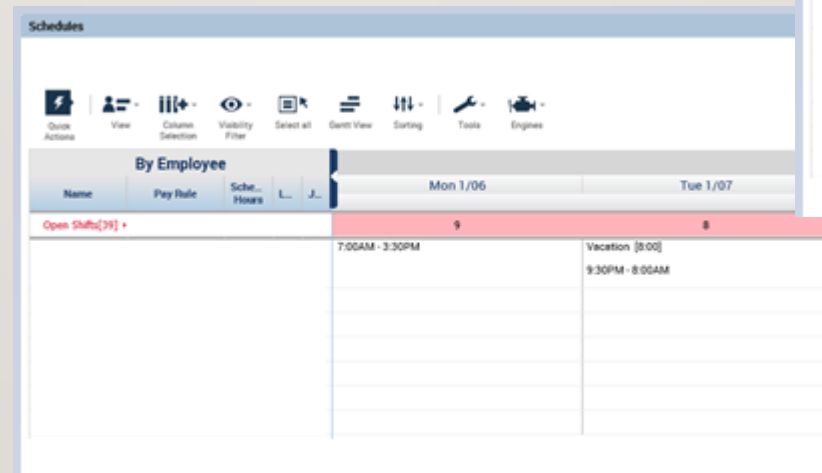 Schedules
Quick Actions
View
Column Selection
Visibility Filter
Select all
Gantt View
Sorting
Tools
Engines
By Employee
Mon 1/06 Tue 1/07
Name Pay Rule Sche... Hours L... J...
Open Shifts[39] 9 8
7:00AM - 3:30PM Vacation [8:00]
9:30PM - 8:00AM